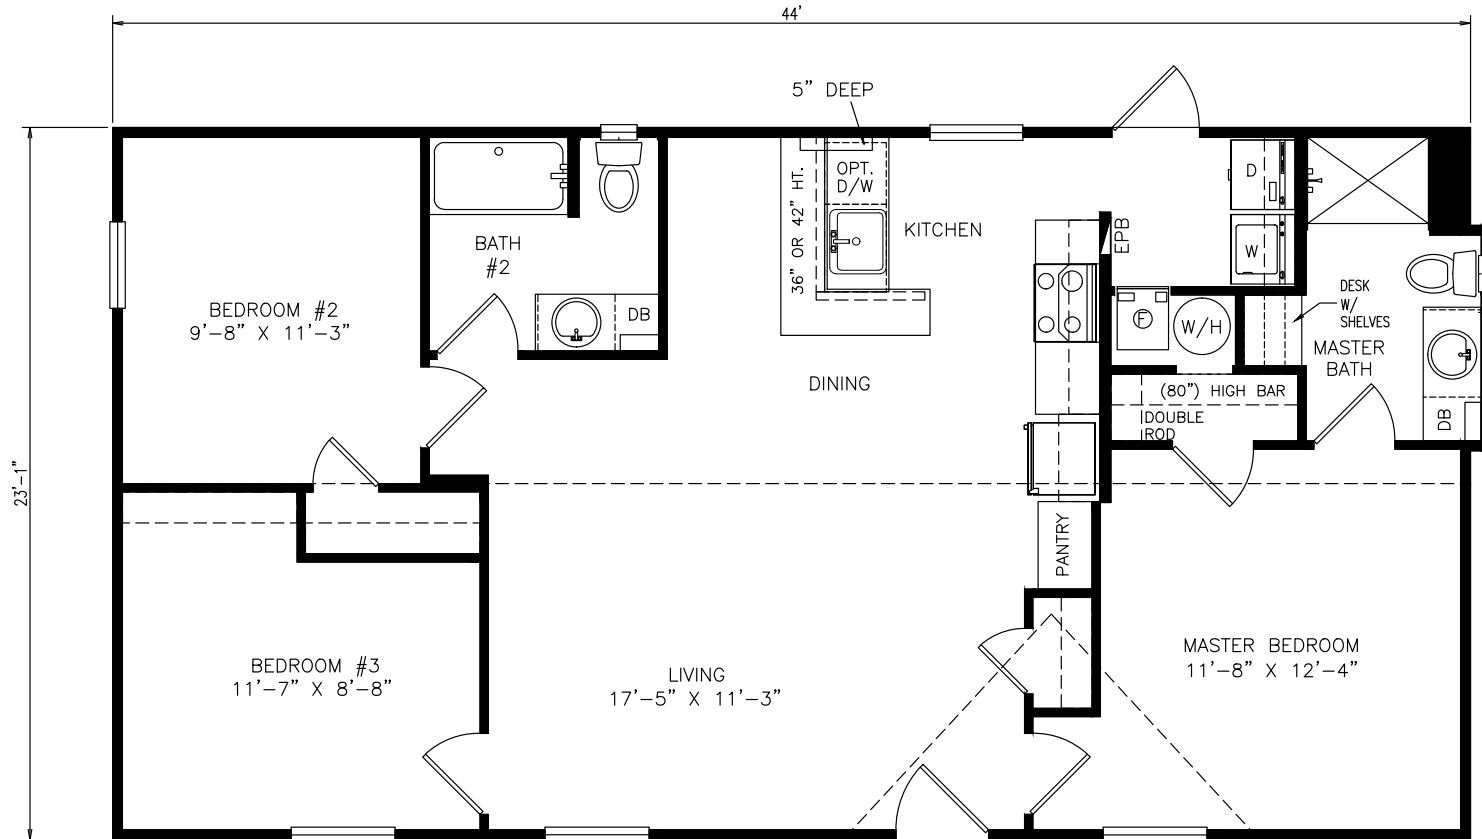 44'
5" DEEP
OPT.
D/W
36" OR 42" HT.
KITCHEN
EPB
D
W
BATH
#2
DB
BEDROOM #2
9'-8" X 11'-3"
DINING
F
W/H
DESK
W/
SHELVES
MASTER
BATH
DB
(80") HIGH BAR
DOUBLE
ROD
23'-1"
PANTRY
BEDROOM #3
11'-7" X 8'-8"
LIVING
17'-5" X 11'-3"
MASTER BEDROOM
11'-8" X 12'-4"